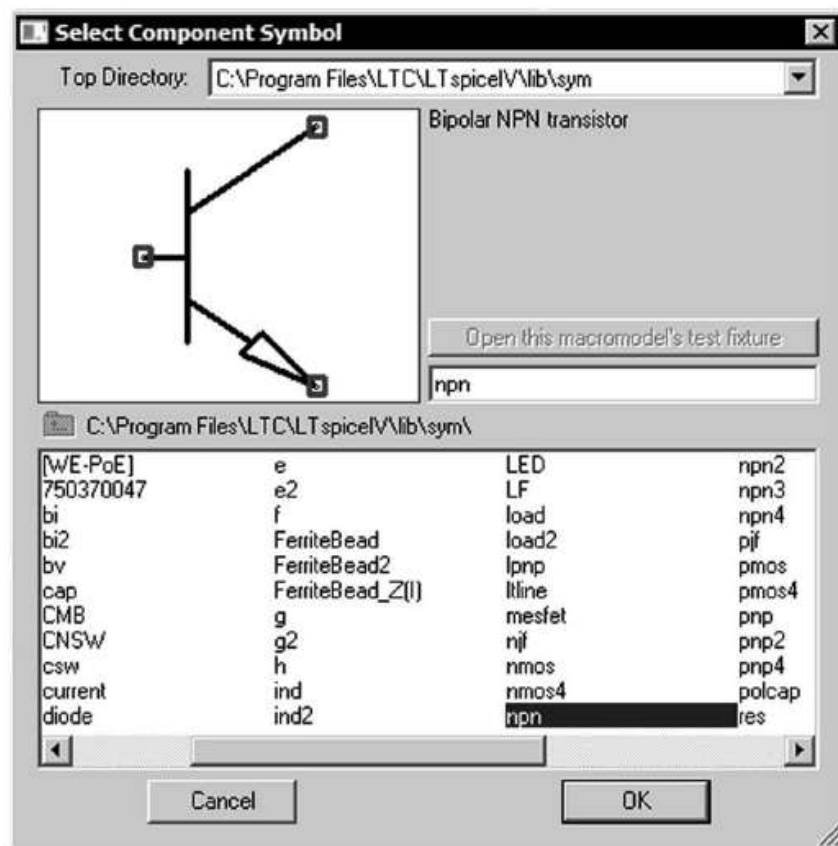 Select Component Symbol
Top Directory: C:\Program Files\LTC\LTspiceIV\lib\sym
Bipolar NPN transistor
Open this macromodel's test fixture
npn
C:\Program Files\LTC\LTspiceIV\lib\sym\
[WE-PoE] e LED npn2
750370047 e2 LF npn3
bi f load npn4
bi2 FerriteBead load2 pjf
bv FerriteBead2 lpnp pmos
cap FerriteBead_Z(I) ltline pmos4
CMB g mesfet pnp
CNSW g2 njf pnp2
csw h nmos pnp4
current ind nmos4 polcap
diode ind2 npn res
Cancel OK